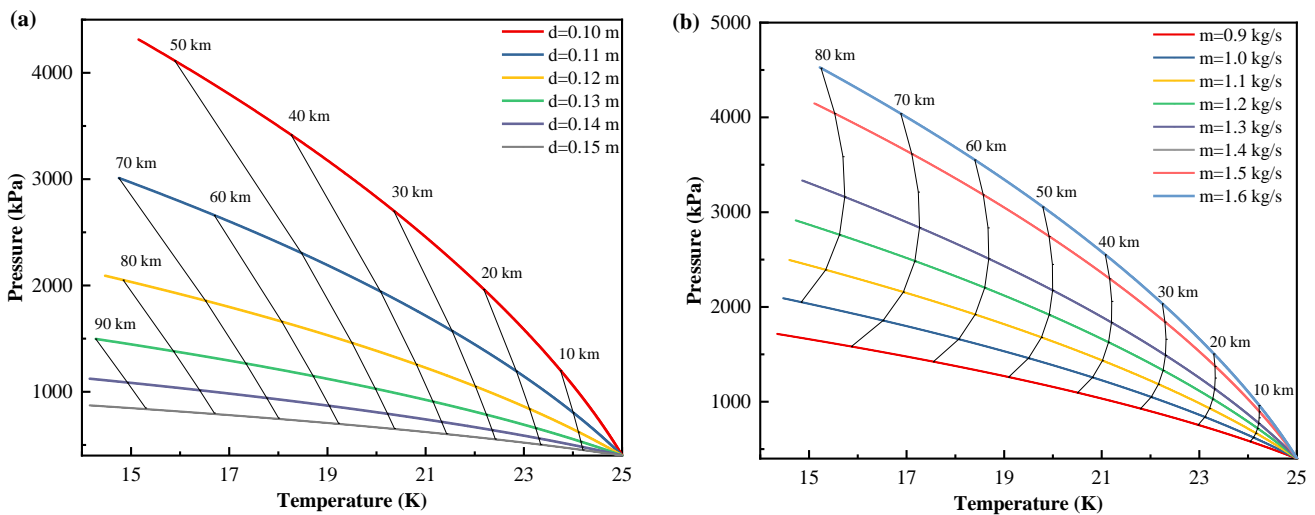 (a)
Pressure (kPa)
4000
3000
2000
1000
15
17
19
21
23
25
Temperature (K)
50 km
40 km
30 km
20 km
10 km
70 km
60 km
80 km
90 km
d=0.10 m
d=0.11 m
d=0.12 m
d=0.13 m
d=0.14 m
d=0.15 m
(b)
Pressure (kPa)
5000
4000
3000
2000
1000
15
17
19
21
23
25
Temperature (K)
80 km
70 km
60 km
50 km
40 km
30 km
20 km
10 km
m=0.9 kg/s
m=1.0 kg/s
m=1.1 kg/s
m=1.2 kg/s
m=1.3 kg/s
m=1.4 kg/s
m=1.5 kg/s
m=1.6 kg/s